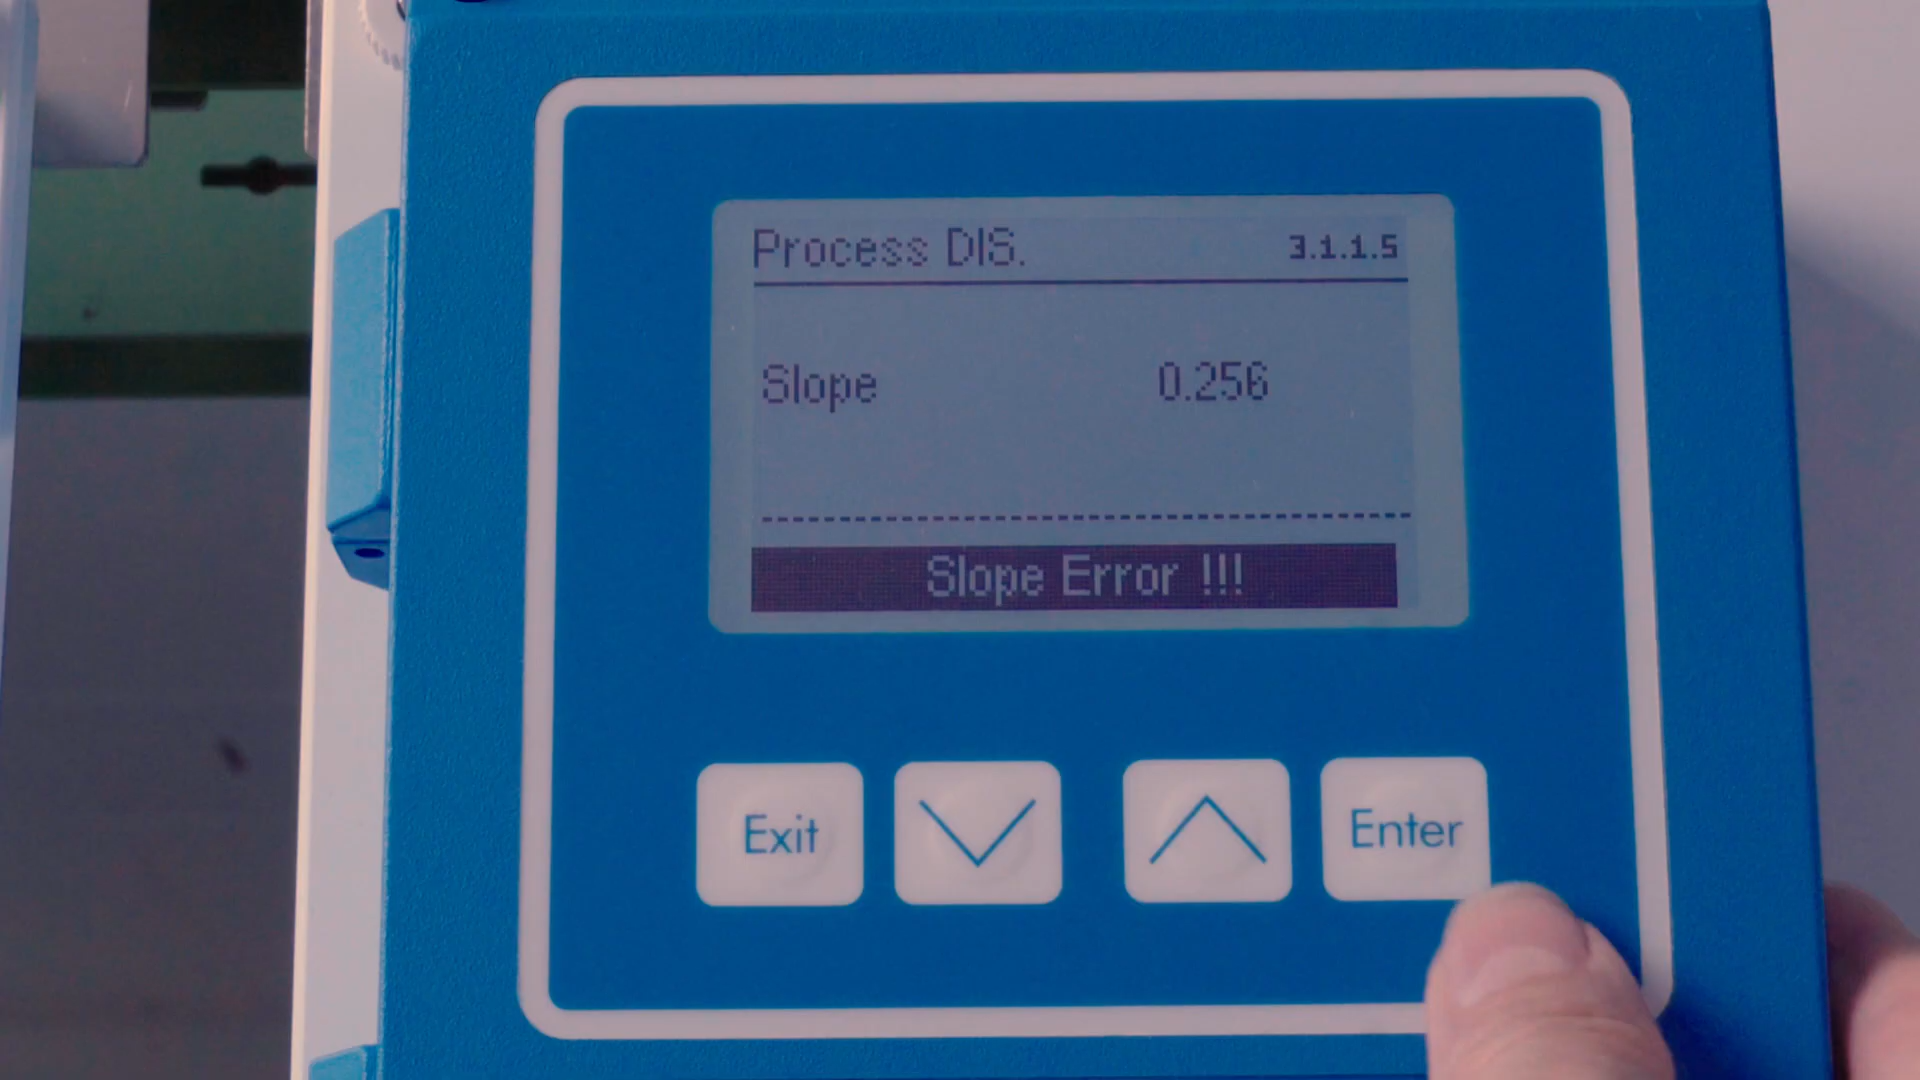 Process DIS. 3.1.1.5
Slope 0.256
Slope Error !!!
Exit Enter